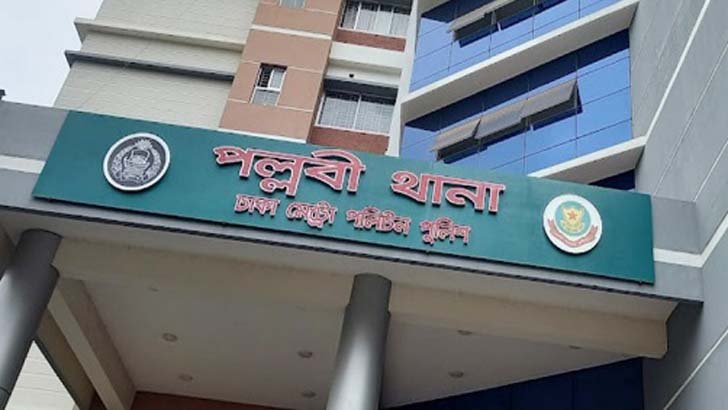 পল্লবী থানা
ঢাকা মেট্রো পলিটন পুলিশ